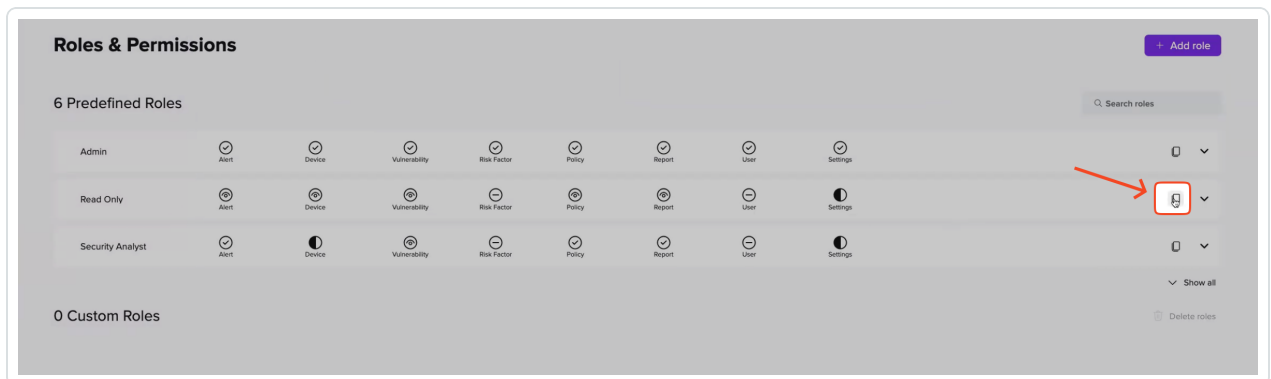 Roles & Permissions
+ Add role
6 Predefined Roles
Search roles
Admin
Alert Device Vulnerability Risk Factor Policy Report User Settings
Read Only
Alert Device Vulnerability Risk Factor Policy Report User Settings
Security Analyst
Alert Device Vulnerability Risk Factor Policy Report User Settings
Show all
0 Custom Roles
Delete roles